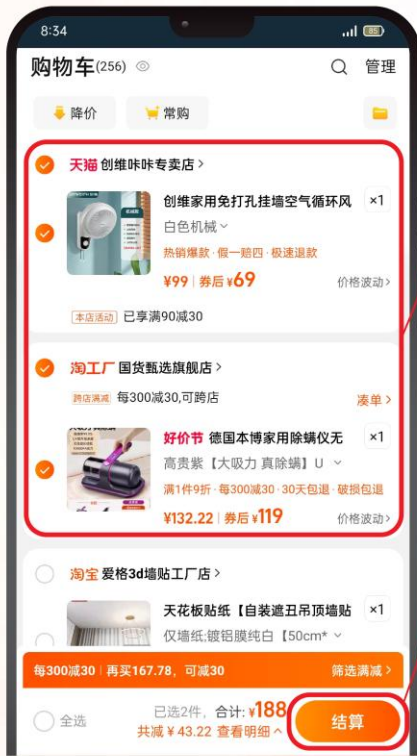 8:34
85
购物车(256)
管理
降价
常购
天猫 创维咔咔专卖店>
创维家用免打孔挂墙空气循环风
×1
白色机械
热销爆款·假一赔四·极速退款
¥99 | 券后¥69
价格波动>
本店活动 已享满90减30
淘工厂 国货甄选旗舰店>
跨店满减 每300减30,可跨店
凑单>
好价节 德国本博家用除螨仪无
×1
高贵紫【大吸力 真除螨】U
满1件9折·每300减30·30天包退·破损包退
¥132.22 | 券后¥119
价格波动>
淘宝 爱格3d墙贴工厂店>
天花板贴纸【自装遮丑吊顶墙贴
×1
仅墙纸;镀铝膜纯白【50cm*
每300减30 | 再买167.78,可减30
筛选满减>
全选
已选2件, 合计:¥188
共减¥43.22 查看明细
结算